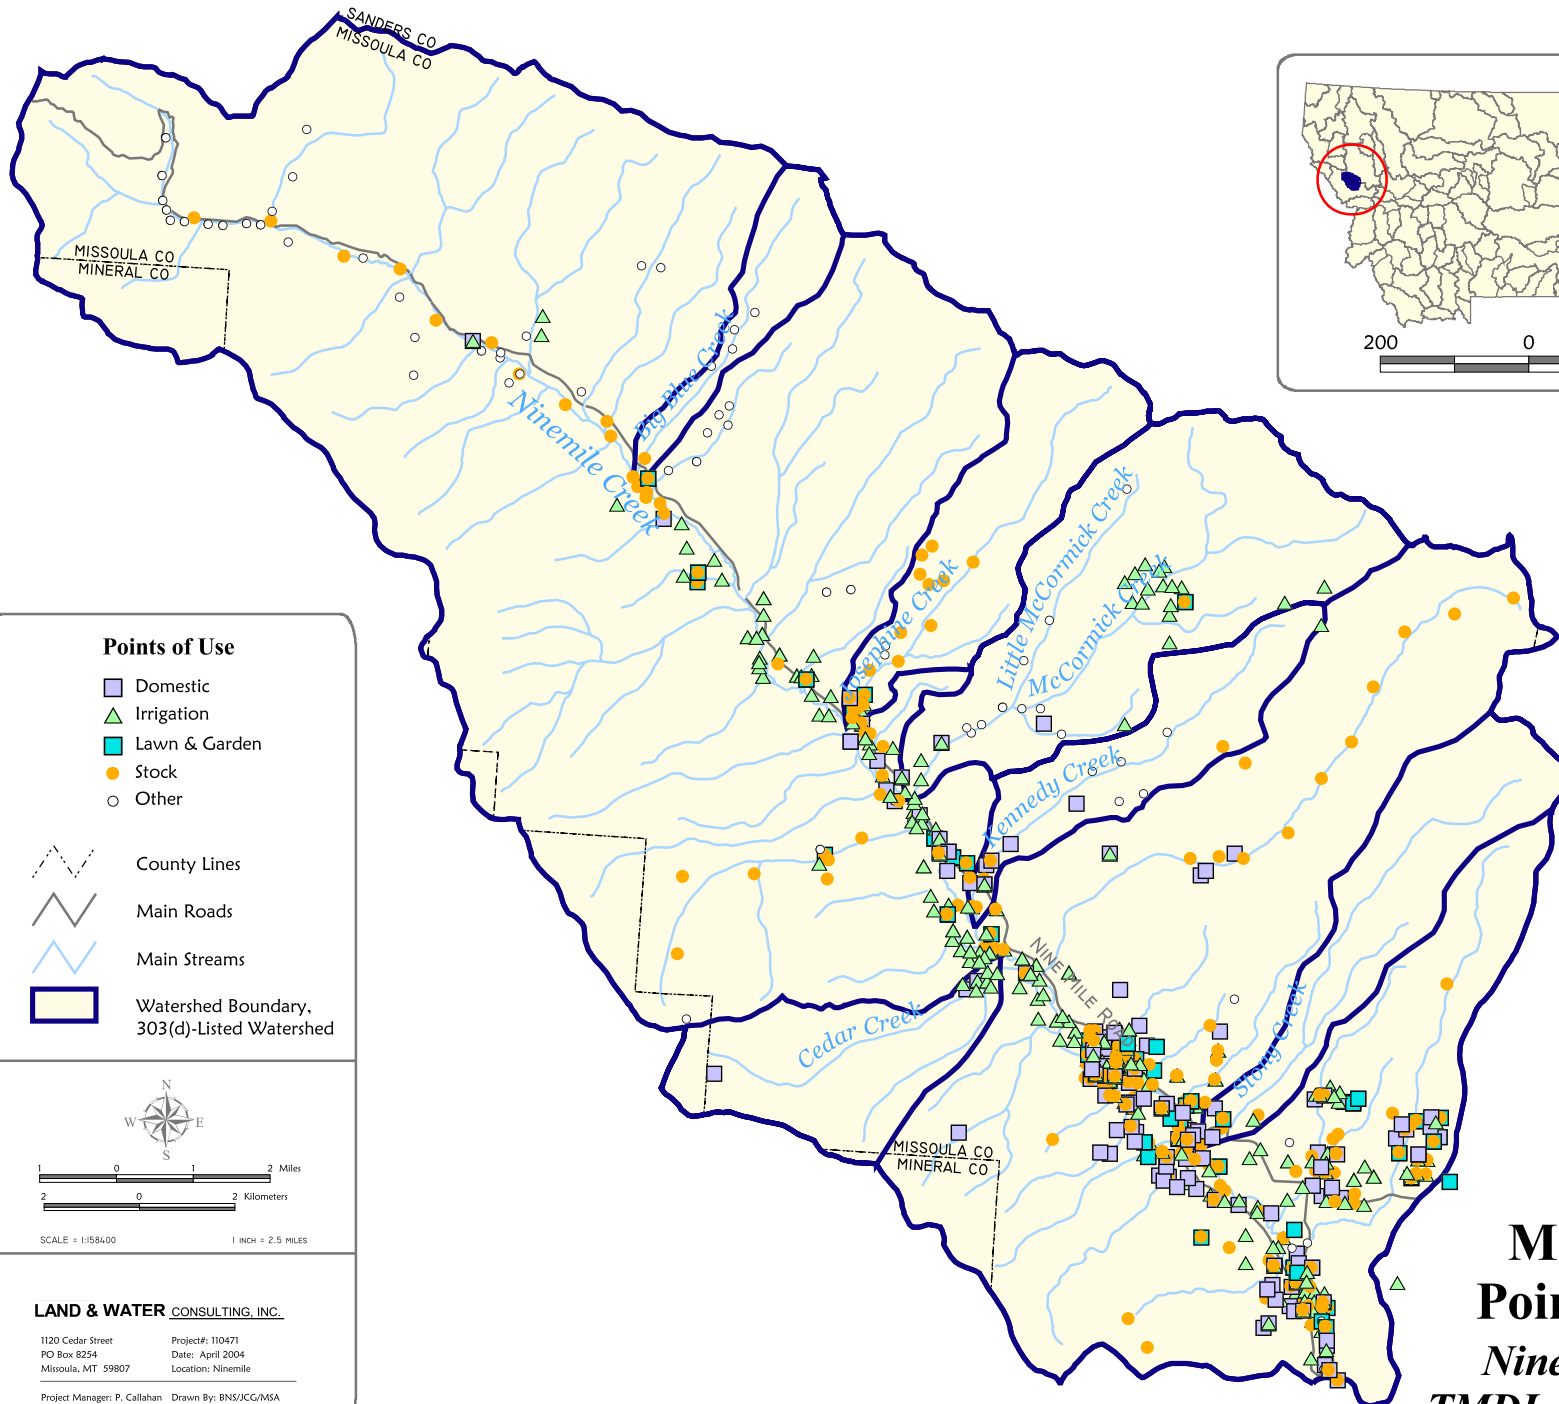 SANDERS CO
MISSOULA CO
MISSOULA CO
MINERAL CO
200 0
Big Blue Creek
Ninemile Creek
Little McCormick Creek
McCormick Creek
Josephine Creek
Kennedy Creek
NINE MILE ROAD
Cedar Creek
Stony Creek
MISSOULA CO
MINERAL CO
Points of Use
Domestic
Irrigation
Lawn & Garden
Stock
Other
County Lines
Main Roads
Main Streams
Watershed Boundary,
303(d)-Listed Watershed
N
W E
S
1 0 1 2 Miles
2 0 2 Kilometers
SCALE = 1:158400 1 INCH = 2.5 MILES
LAND & WATER CONSULTING, INC.
1120 Cedar Street Project#: 110471
PO Box 8254 Date: April 2004
Missoula, MT 59807 Location: Ninemile
Project Manager: P. Callahan Drawn By: BNS/JCG/MSA
M
Poin
Nine
TMDL